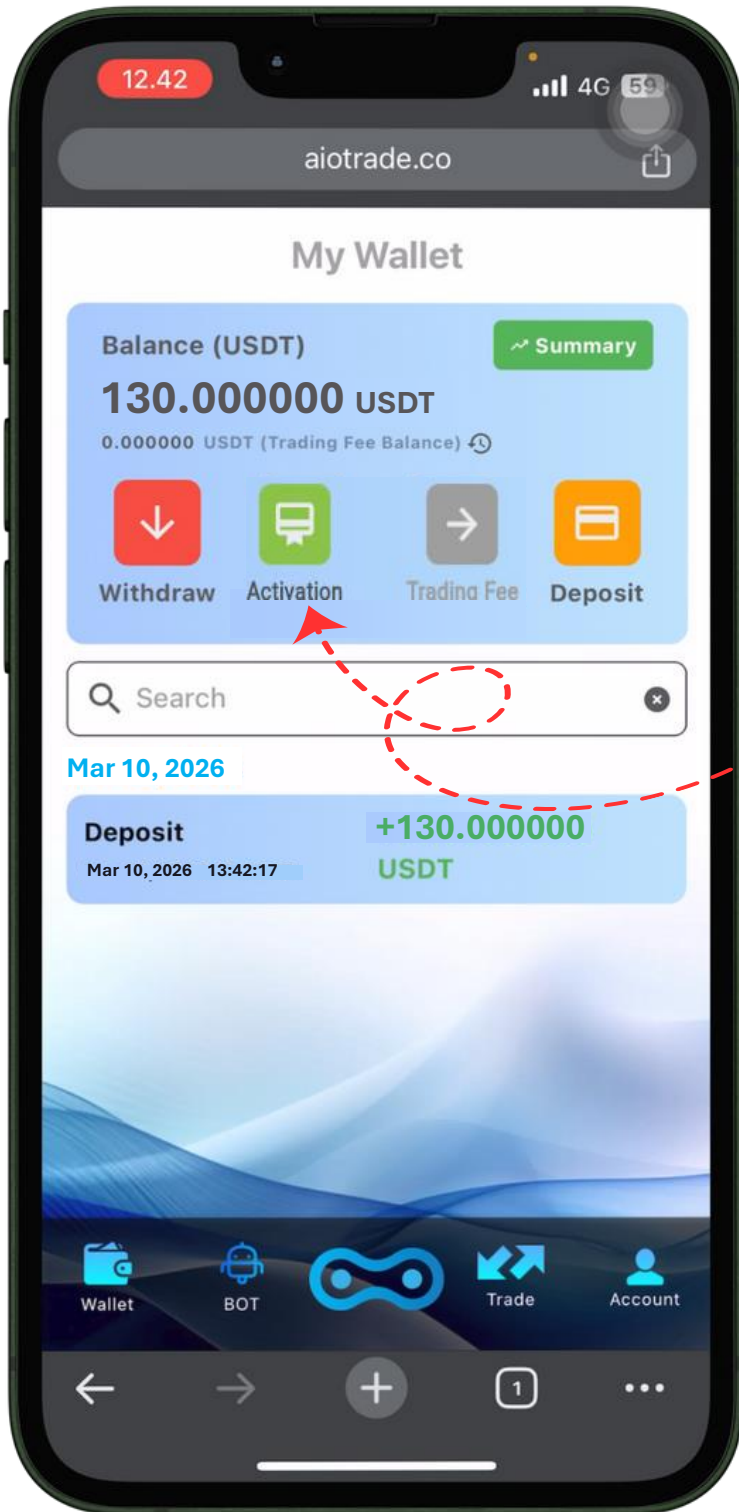 12.42
4G 59
aiotrade.co
My Wallet
Balance (USDT)
Summary
130.000000 USDT
0.000000 USDT (Trading Fee Balance)
Withdraw Activation Trading Fee Deposit
Search
Mar 10, 2026
Deposit +130.000000
Mar 10, 2026 13:42:17 USDT
Wallet BOT Trade Account
1